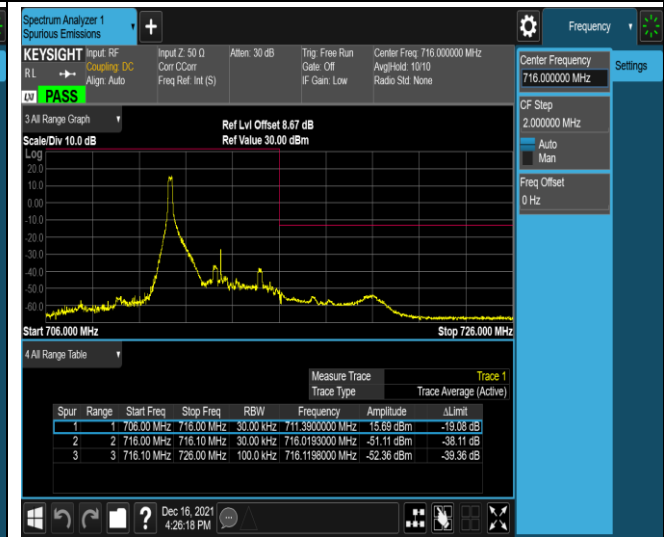 Spectrum Analyzer 1
Spurious Emissions
+
Frequency
KEYSIGHT
RL
Input: RF
Coupling: DC
Align: Auto
Input Z: 50 Ω
Corr CCorr
Freq Ref: Int (S)
Atten: 30 dB
Trig: Free Run
Gate: Off
IF Gain: Low
Center Freq: 716.000000 MHz
Avg|Hold: 10/10
Radio Std: None
LXI PASS
Center Frequency
716.000000 MHz
Settings
CF Step
2.000000 MHz
Auto
Man
Freq Offset
0 Hz
3 All Range Graph
Scale/Div 10.0 dB
Ref Lvl Offset 8.67 dB
Ref Value 30.00 dBm
Log
20.0
10.0
0.00
-10.0
-20.0
-30.0
-40.0
-50.0
-60.0
Start 706.000 MHz
Stop 726.000 MHz
4 All Range Table
Measure Trace Trace 1
Trace Type Trace Average (Active)
Spur Range Start Freq Stop Freq RBW Frequency Amplitude ΔLimit
1 1 706.00 MHz 716.00 MHz 30.00 kHz 711.3900000 MHz 15.69 dBm -19.08 dB
2 2 716.00 MHz 716.10 MHz 30.00 kHz 716.0193000 MHz -51.11 dBm -38.11 dB
3 3 716.10 MHz 726.00 MHz 100.0 kHz 716.1198000 MHz -52.36 dBm -39.36 dB
?
Dec 16, 2021
4:26:18 PM